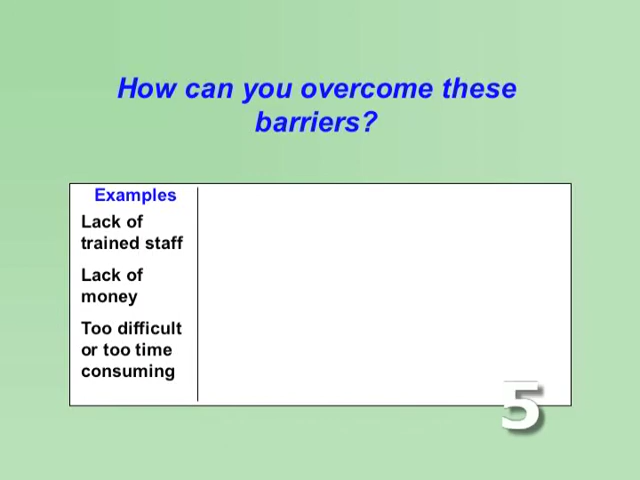 How can you overcome these
barriers?
Examples
Lack of
trained staff
Lack of
money
Too difficult
or too time
consuming
5